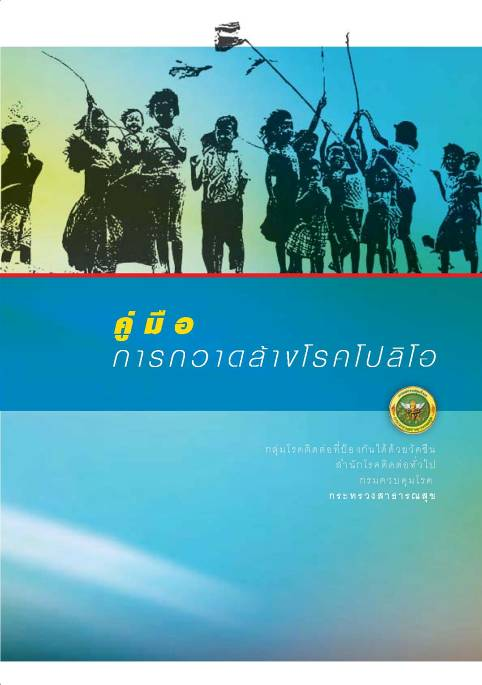 คู่มือ
การกวาดล้างโรคโปลิโอ
กลุ่มโรคติดต่อที่ป้องกันได้ด้วยวัคซีน
สำนักโรคติดต่อทั่วไป
กรมควบคุมโรค
กระทรวงสาธารณสุข